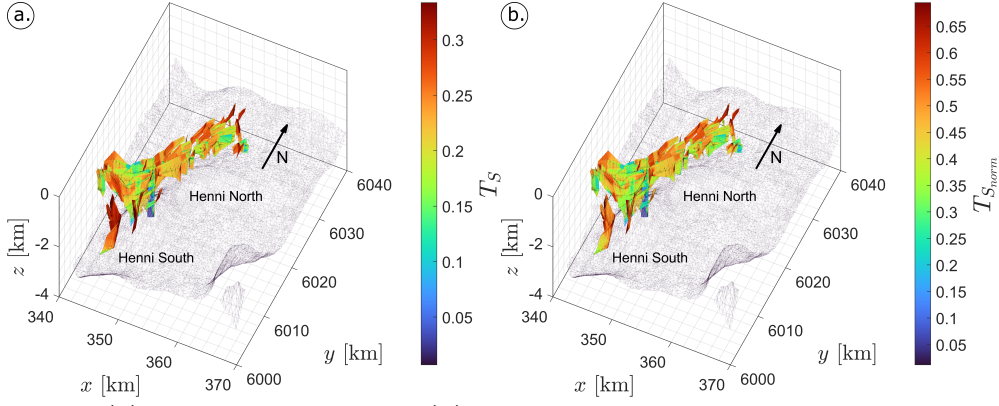 a.
Henni North
Henni South
N
0
-2
-4
z [km]
340
350
360
370
x [km]
6000
6010
6020
6030
6040
y [km]
0.3
0.25
0.2
0.15
0.1
0.05
T_S
b.
Henni North
Henni South
N
0
-2
-4
z [km]
340
350
360
370
x [km]
6000
6010
6020
6030
6040
y [km]
0.65
0.6
0.55
0.5
0.45
0.4
0.35
0.3
0.25
0.2
0.15
0.1
0.05
T_{S_{norm}}